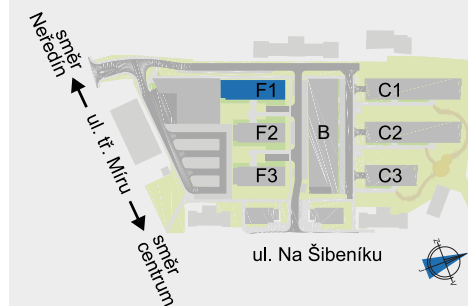 směr
Neředín
ul. tř. Míru
směr
centrum
F1
F2
F3
B
C1
C2
C3
ul. Na Šibeníku